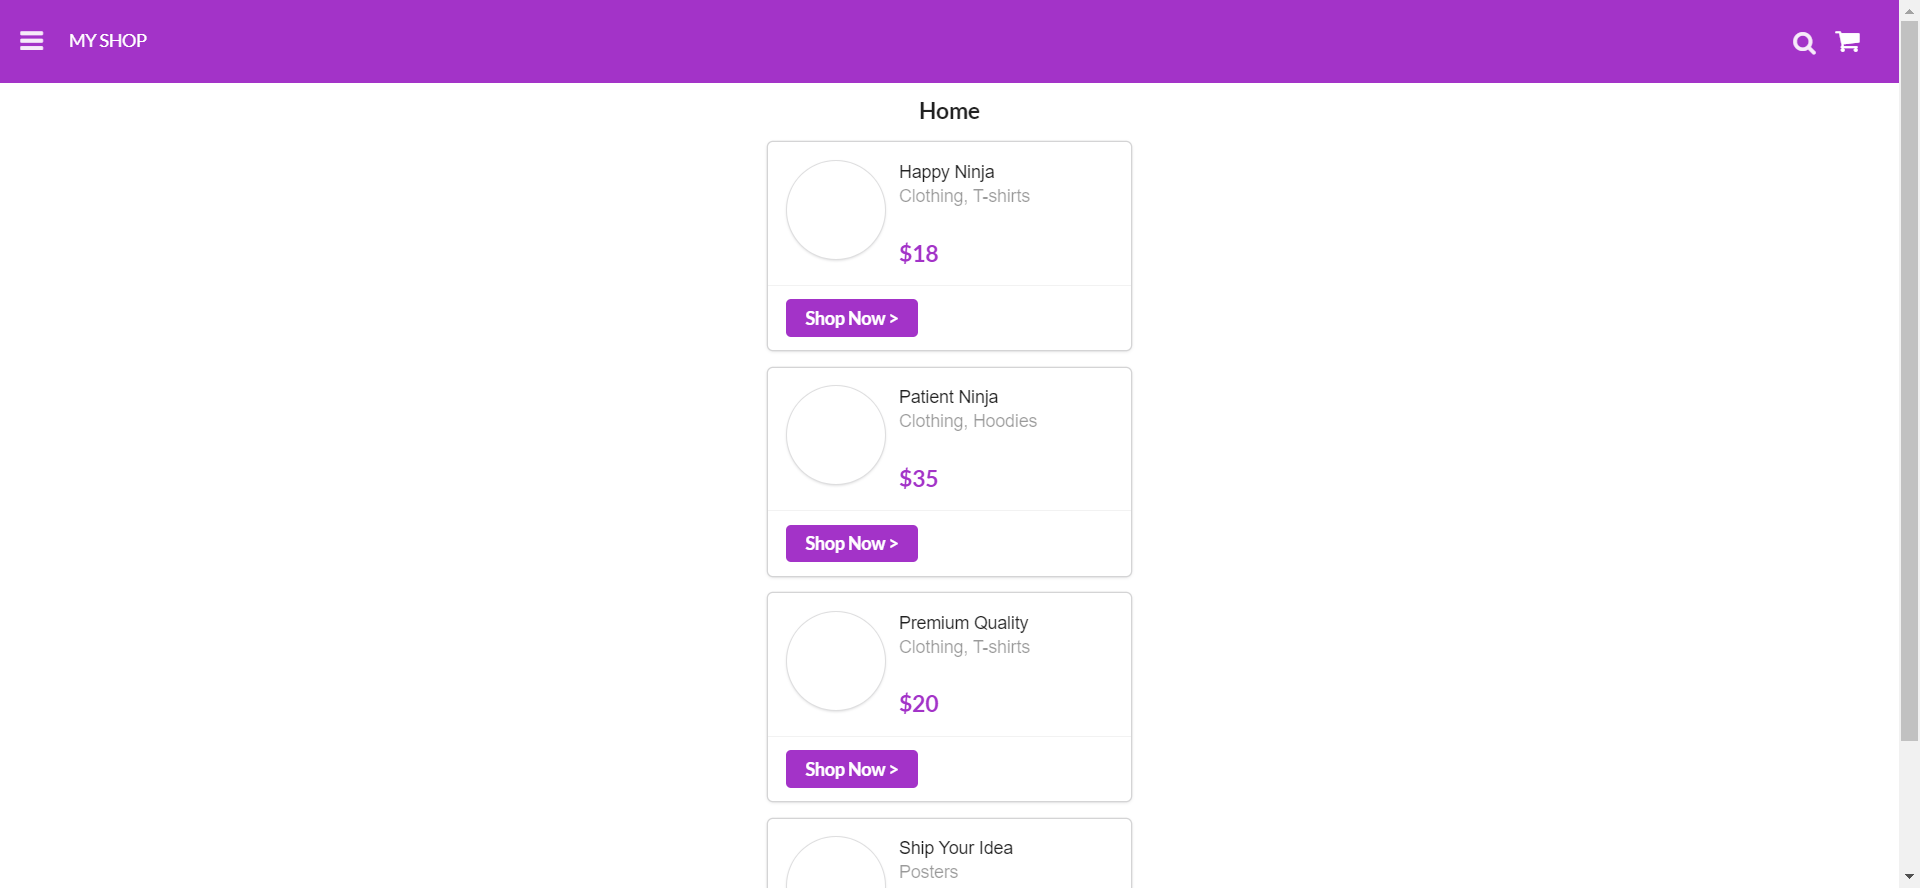 MY SHOP
Home
Happy Ninja
Clothing, T-shirts
$18
Shop Now >
Patient Ninja
Clothing, Hoodies
$35
Shop Now >
Premium Quality
Clothing, T-shirts
$20
Shop Now >
Ship Your Idea
Posters